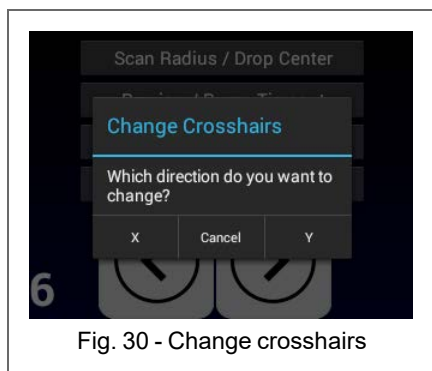 Scan Radius / Drop Center
Change Crosshairs
Which direction do you want to
change?
X Cancel Y
6
Fig. 30 - Change crosshairs